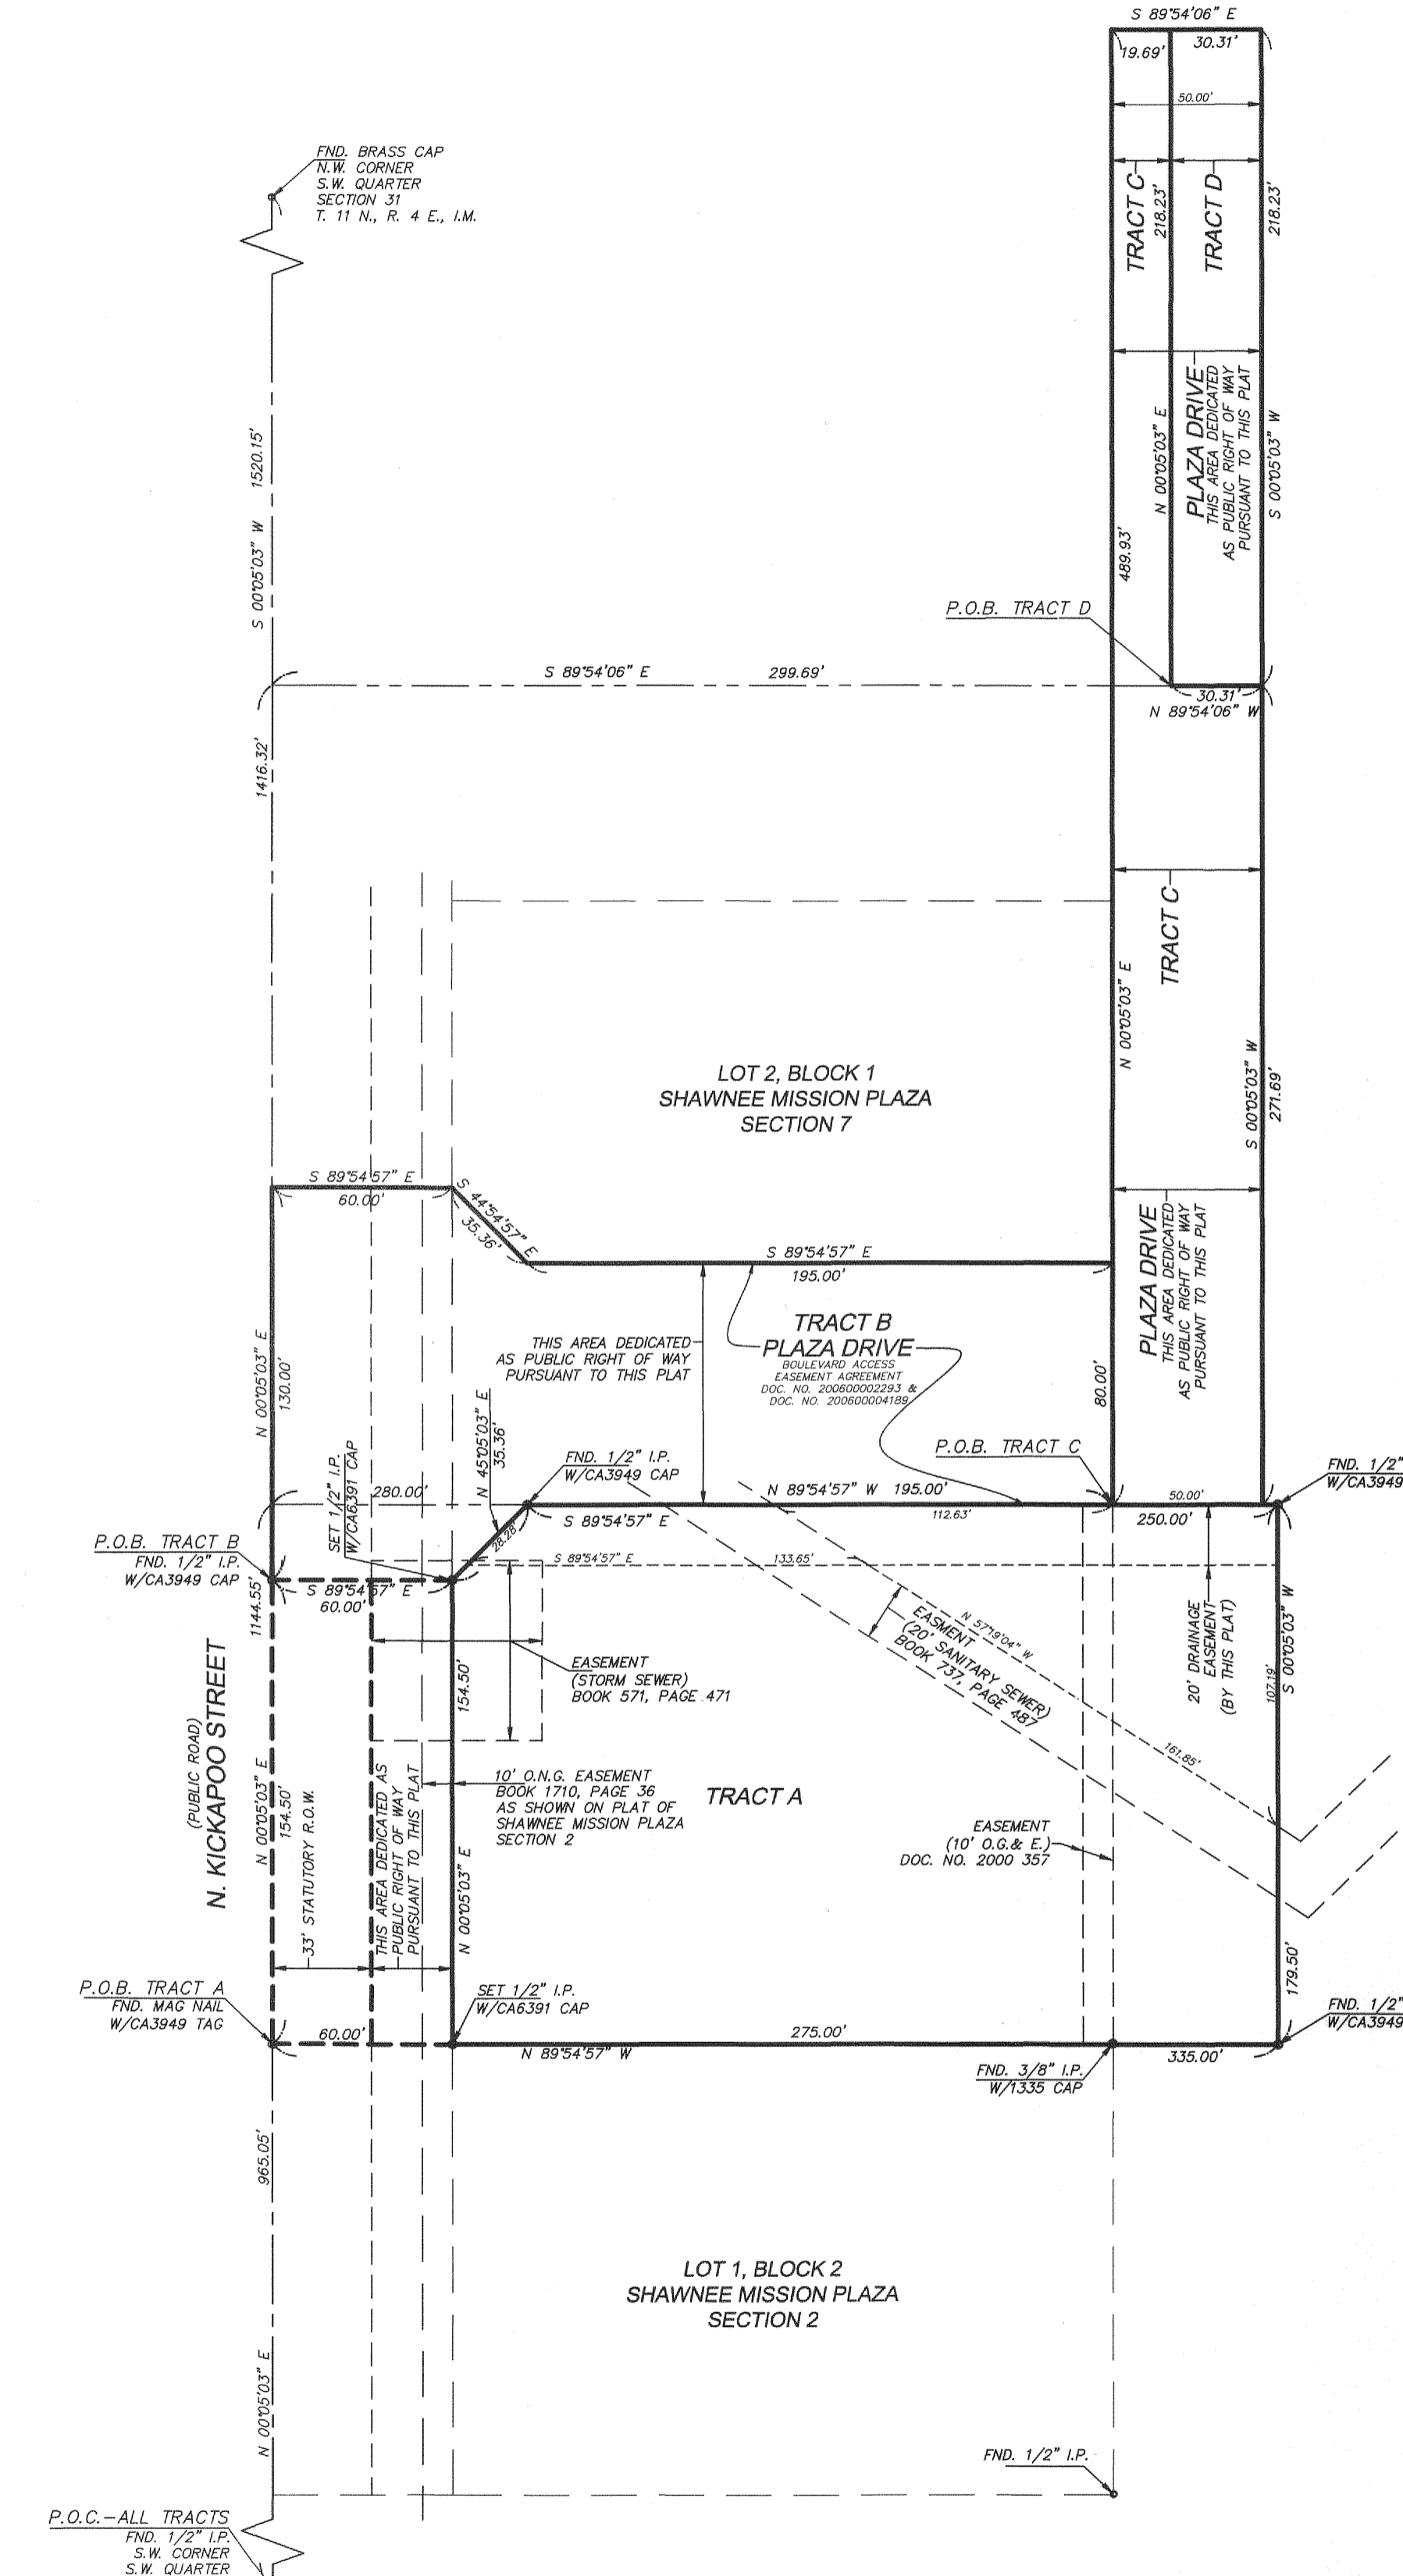 S 89°54'06" E
19.69'
30.31'
50.00'
TRACT C
218.23'
TRACT D
218.23'
FND. BRASS CAP
N.W. CORNER
S.W. QUARTER
SECTION 31
T. 11 N., R. 4 E., I.M.
S 00°05'03" W 1520.15'
489.93'
N 00°05'03" E
PLAZA DRIVE
THIS AREA DEDICATED
AS PUBLIC RIGHT OF WAY
PURSUANT TO THIS PLAT
S 00°05'03" W
P.O.B. TRACT D
S 89°54'06" E 299.69'
30.31'
N 89°54'06" W
1416.32'
TRACT C
N 00°05'03" E
S 00°05'03" W
271.69'
LOT 2, BLOCK 1
SHAWNEE MISSION PLAZA
SECTION 7
S 89°54'57" E
60.00'
S 44°54'57" E
35.36'
S 89°54'57" E
195.00'
PLAZA DRIVE
THIS AREA DEDICATED
AS PUBLIC RIGHT OF WAY
PURSUANT TO THIS PLAT
N 00°05'03" E
130.00'
THIS AREA DEDICATED
AS PUBLIC RIGHT OF WAY
PURSUANT TO THIS PLAT
TRACT B
PLAZA DRIVE
BOULEVARD ACCESS
EASEMENT AGREEMENT
DOC. NO. 200600002293 &
DOC. NO. 200600004189
80.00'
N 45°05'03" E
35.36'
SET 1/2" I.P.
W/CA6391 CAP
FND. 1/2" I.P.
W/CA3949 CAP
P.O.B. TRACT C
FND. 1/2"
W/CA3949
280.00'
N 89°54'57" W 195.00'
50.00'
S 89°54'57" E
112.63'
250.00'
28.28'
P.O.B. TRACT B
FND. 1/2" I.P.
W/CA3949 CAP
S 89°54'57" E
133.65'
S 89°54'57" E
60.00'
1144.55'
N 57°19'04" W
EASMENT
(20' SANITARY SEWER)
BOOK 737, PAGE 487
161.85'
20' DRAINAGE
EASEMENT
(BY THIS PLAT)
107.19'
S 00°05'03" W
EASEMENT
(STORM SEWER)
BOOK 571, PAGE 471
154.50'
(PUBLIC ROAD)
N. KICKAPOO STREET
N 00°05'03" E
154.50'
33' STATUTORY R.O.W.
THIS AREA DEDICATED AS
PUBLIC RIGHT OF WAY
PURSUANT TO THIS PLAT
N 00°05'03" E
10' O.N.G. EASEMENT
BOOK 1710, PAGE 36
AS SHOWN ON PLAT OF
SHAWNEE MISSION PLAZA
SECTION 2
TRACT A
EASEMENT
(10' O.G.& E.)
DOC. NO. 2000 357
179.50'
P.O.B. TRACT A
FND. MAG NAIL
W/CA3949 TAG
SET 1/2" I.P.
W/CA6391 CAP
FND. 1/2"
W/CA3949
60.00'
275.00'
N 89°54'57" W
335.00'
FND. 3/8" I.P.
W/1335 CAP
965.05'
LOT 1, BLOCK 2
SHAWNEE MISSION PLAZA
SECTION 2
N 00°05'03" E
FND. 1/2" I.P.
P.O.C.-ALL TRACTS
FND. 1/2" I.P.
S.W. CORNER
S.W. QUARTER